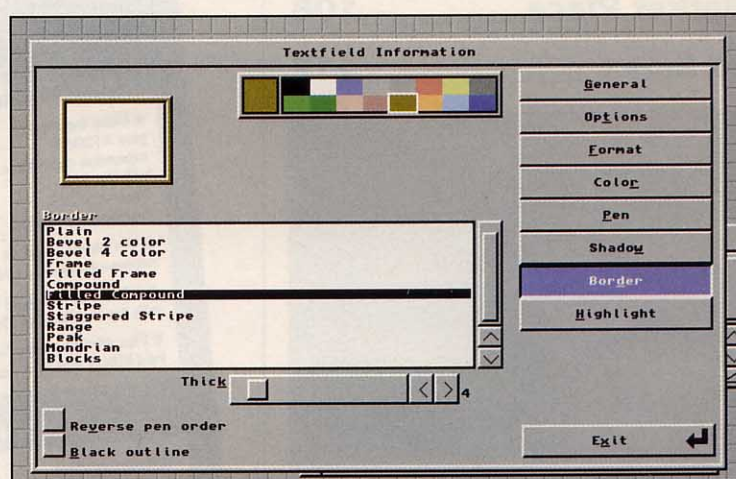 Textfield Information
General
Options
Format
Color
Pen
Shadow
Border
Highlight
Border
Plain
Bevel 2 color
Bevel 4 color
Frame
Filled Frame
Compound
Filled Compound
Stripe
Staggered Stripe
Range
Peak
Mondrian
Blocks
Thick
4
Reverse pen order
Black outline
Exit